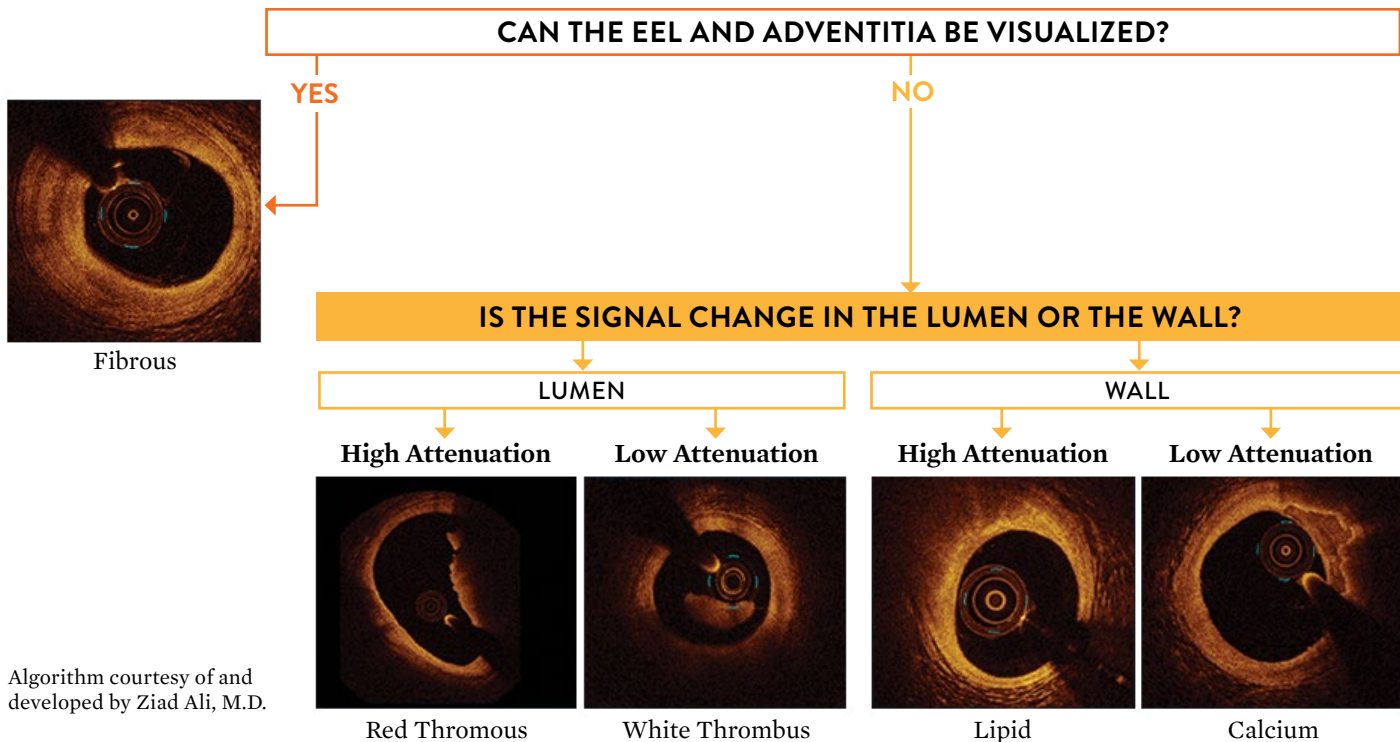 CAN THE EEL AND ADVENTITIA BE VISUALIZED?
YES
NO
Fibrous
IS THE SIGNAL CHANGE IN THE LUMEN OR THE WALL?
LUMEN
WALL
High Attenuation
Low Attenuation
High Attenuation
Low Attenuation
Red Thromous
White Thrombus
Lipid
Calcium
Algorithm courtesy of and
developed by Ziad Ali, M.D.